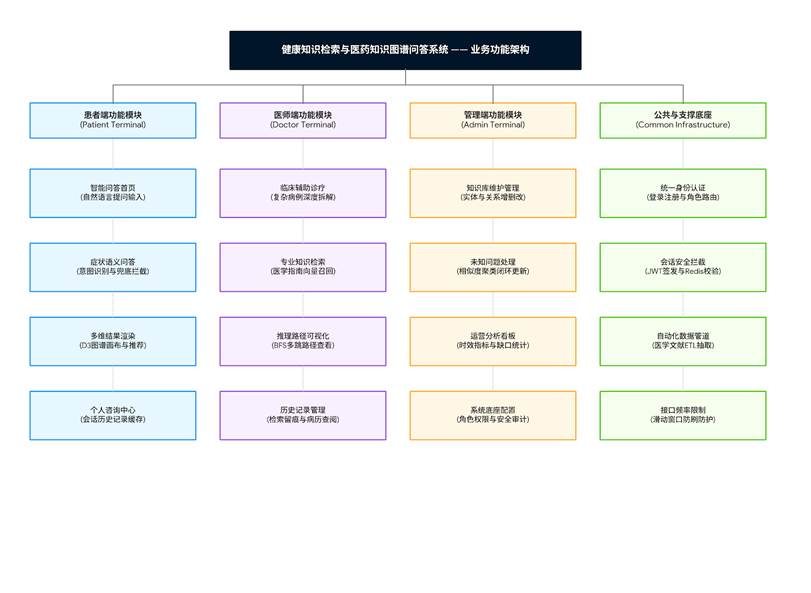 健康知识检索与医药知识图谱问答系统 —— 业务功能架构
患者端功能模块
(Patient Terminal)
医师端功能模块
(Doctor Terminal)
管理端功能模块
(Admin Terminal)
公共与支撑底座
(Common Infrastructure)
智能问答首页
(自然语言提问输入)
临床辅助诊疗
(复杂病例深度拆解)
知识库维护管理
(实体与关系增删改)
统一身份认证
(登录注册与角色路由)
症状语义问答
(意图识别与兜底拦截)
专业知识检索
(医学指南向量召回)
未知问题处理
(相似度聚类闭环更新)
会话安全拦截
(JWT签发与Redis校验)
多维结果渲染
(D3图谱画布与推荐)
推理路径可视化
(BFS多跳路径查看)
运营分析看板
(时效指标与缺口统计)
自动化数据管道
(医学文献ETL抽取)
个人咨询中心
(会话历史记录缓存)
历史记录管理
(检索留痕与病历查阅)
系统底座配置
(角色权限与安全审计)
接口频率限制
(滑动窗口防刷防护)